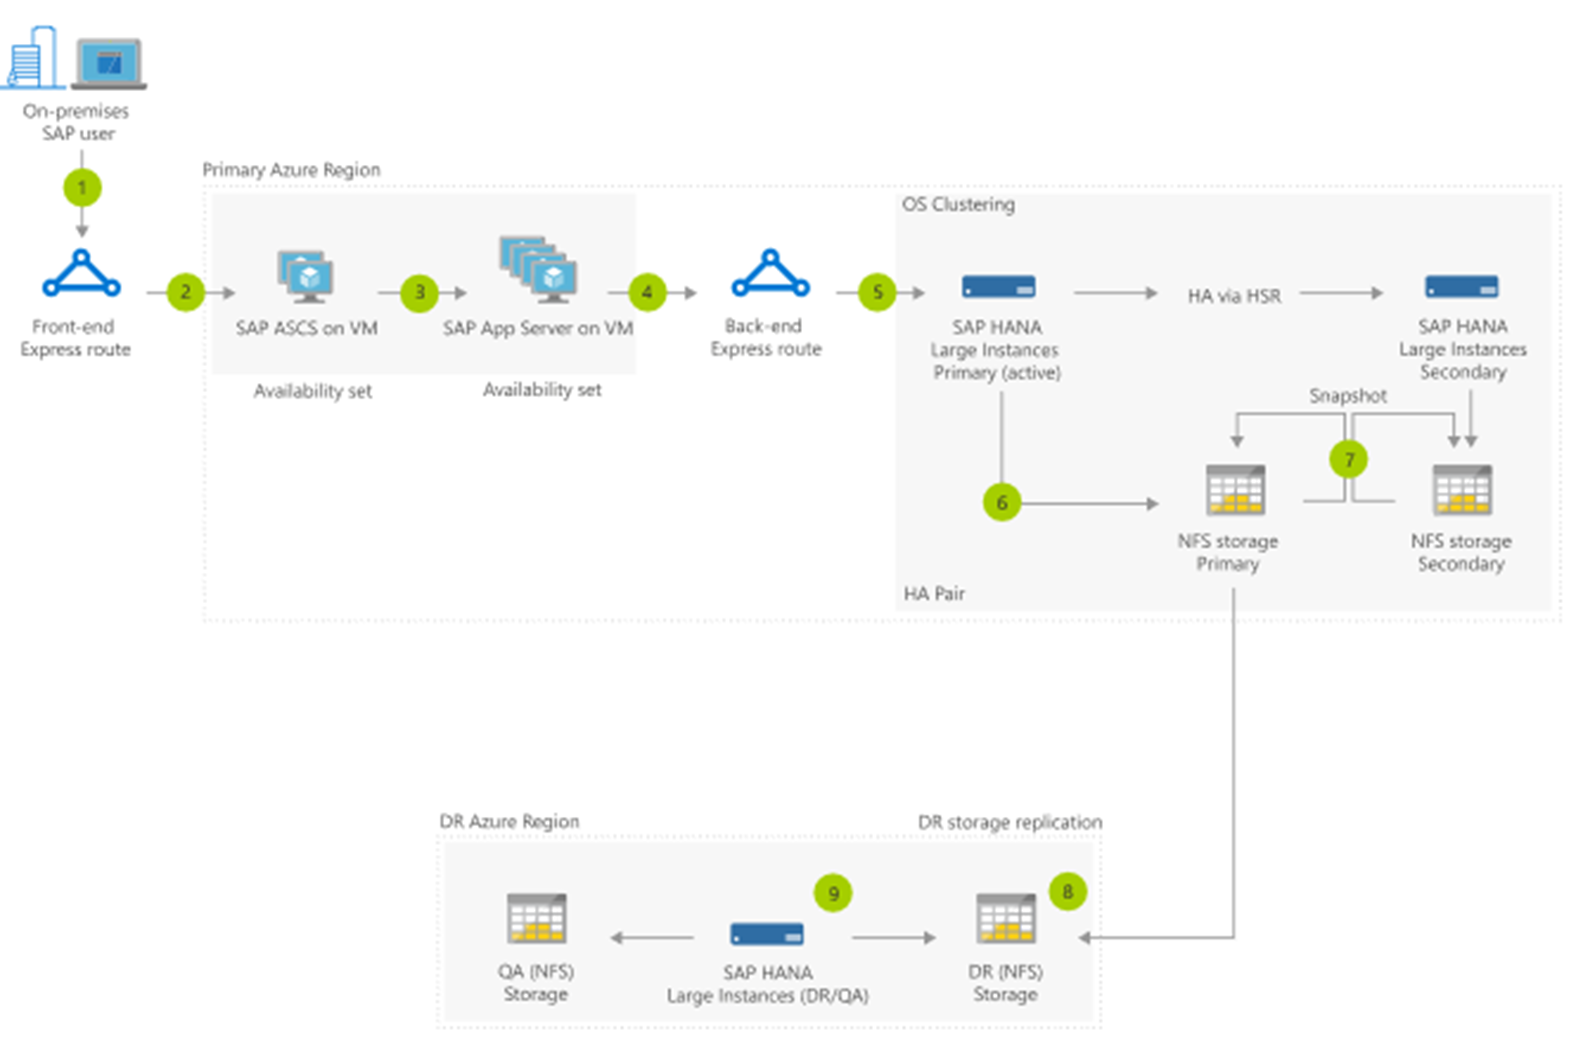 On-premises
SAP user
1
Primary Azure Region
OS Clustering
2
3
4
5
HA via HSR
Front-end
Express route
SAP ASCS on VM
SAP App Server on VM
Back-end
Express route
SAP HANA
Large Instances
Primary (active)
SAP HANA
Large Instances
Secondary
Availability set
Availability set
Snapshot
7
6
NFS storage
Primary
NFS storage
Secondary
HA Pair
DR Azure Region
DR storage replication
9
8
QA (NFS)
Storage
SAP HANA
Large Instances (DR/QA)
DR (NFS)
Storage